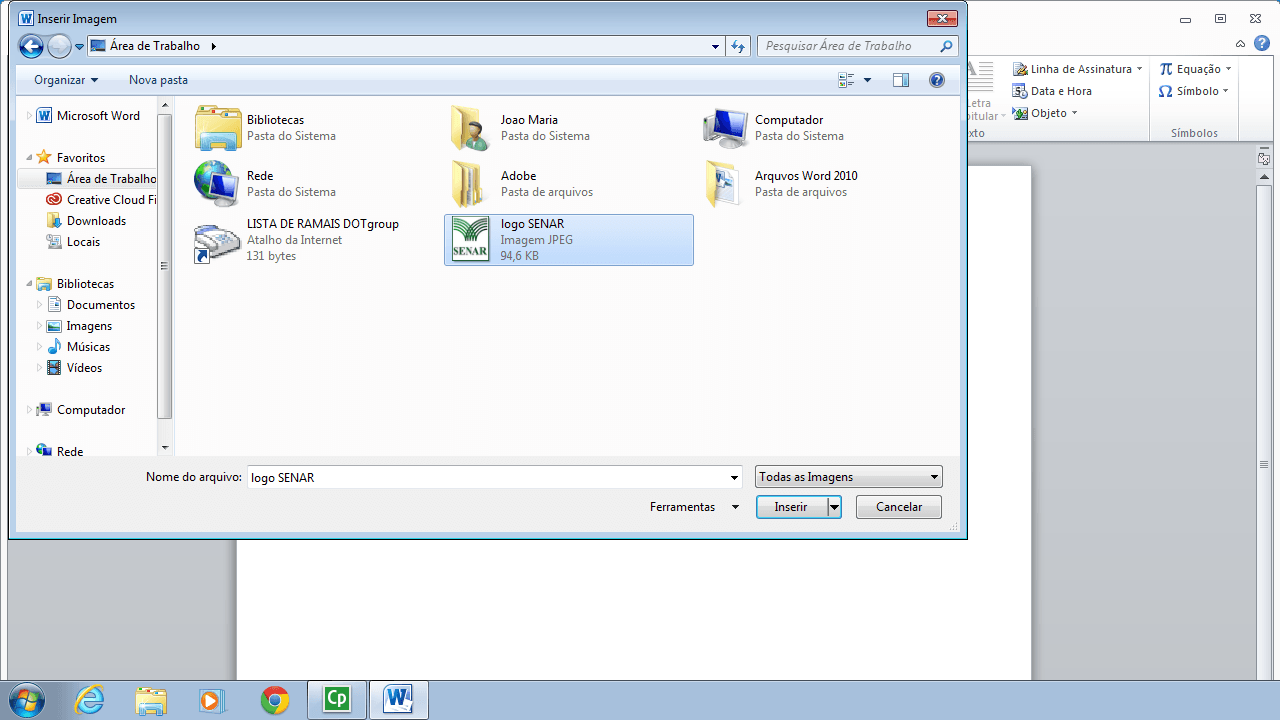 Inserir Imagem
Área de Trabalho
Pesquisar Área de Trabalho
Organizar
Nova pasta
Linha de Assinatura
Equação
Data e Hora
Símbolo
Objeto
Símbolos
Microsoft Word
Favoritos
Área de Trabalho
Creative Cloud Fi
Downloads
Locais
Bibliotecas
Documentos
Imagens
Músicas
Vídeos
Computador
Rede
Bibliotecas
Pasta do Sistema
Joao Maria
Pasta do Sistema
Computador
Pasta do Sistema
Rede
Pasta do Sistema
Adobe
Pasta de arquivos
Arquvos Word 2010
Pasta de arquivos
LISTA DE RAMAIS DOTgroup
Atalho da Internet
131 bytes
SENAR
logo SENAR
Imagem JPEG
94,6 KB
Nome do arquivo:
logo SENAR
Todas as Imagens
Ferramentas
Inserir
Cancelar
Cp